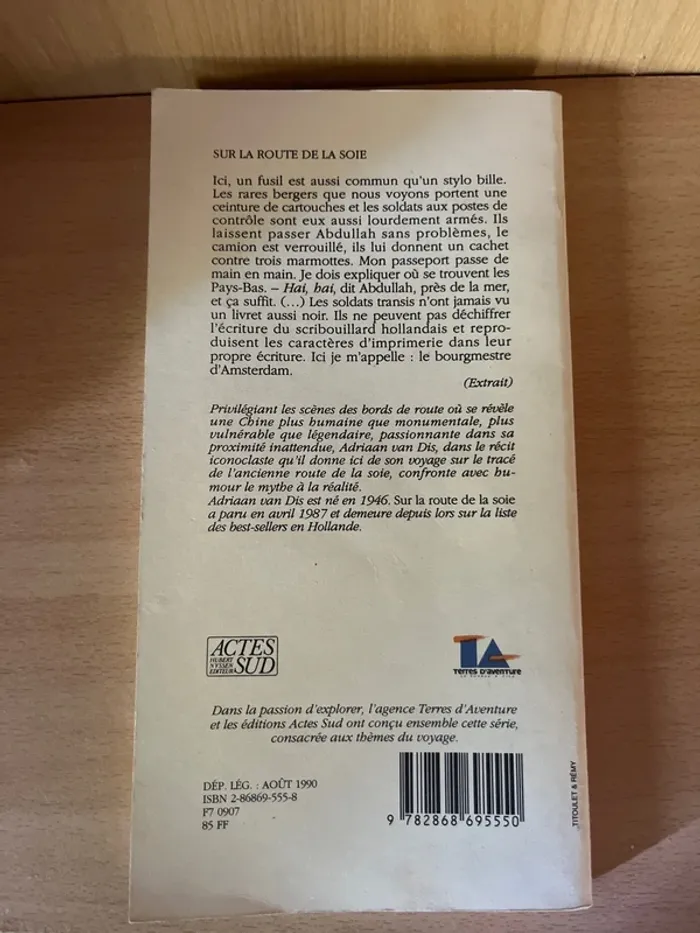 SUR LA ROUTE DE LA SOIE
Ici, un fusil est aussi commun qu'un stylo bille.
Les rares bergers que nous voyons portent une
ceinture de cartouches et les soldats aux postes de
contrôle sont eux aussi lourdement armés. Ils
laissent passer Abdullah sans problèmes, le
camion est verrouillé, ils lui donnent un cachet
contre trois marmottes. Mon passeport passe de
main en main. Je dois expliquer où se trouvent les
Pays-Bas. – Hai, hai, dit Abdullah, près de la mer,
et ça suffit. (...) Les soldats transis n'ont jamais vu
un livret aussi noir. Ils ne peuvent pas déchiffrer
l'écriture du scribouillard hollandais et repro-
duisent les caractères d'imprimerie dans leur
propre écriture. Ici je m'appelle : le bourgmestre
d'Amsterdam.
(Extrait)
Privilégiant les scènes des bords de route où se révèle
une Chine plus humaine que monumentale, plus
vulnérable que légendaire, passionnante dans sa
proximité inattendue, Adriaan van Dis, dans le récit
iconoclaste qu'il donne ici de son voyage sur le tracé
de l'ancienne route de la soie, confronte avec hu-
mour le mythe à la réalité.
Adriaan van Dis est né en 1946. Sur la route de la soie
a paru en avril 1987 et demeure depuis lors sur la liste
des best-sellers en Hollande.
ACTES
HUBERT
NYSSEN
EDITEUR
SUD
TA
TERRES D'AVENTURE
Dans la passion d'explorer, l'agence Terres d'Aventure
et les éditions Actes Sud ont conçu ensemble cette série,
consacrée aux thèmes du voyage.
DÉP. LÉG. : AOÛT 1990
ISBN 2-86869-555-8
F7 0907
85 FF
9 782868 695550
TITOULET & RÉMY